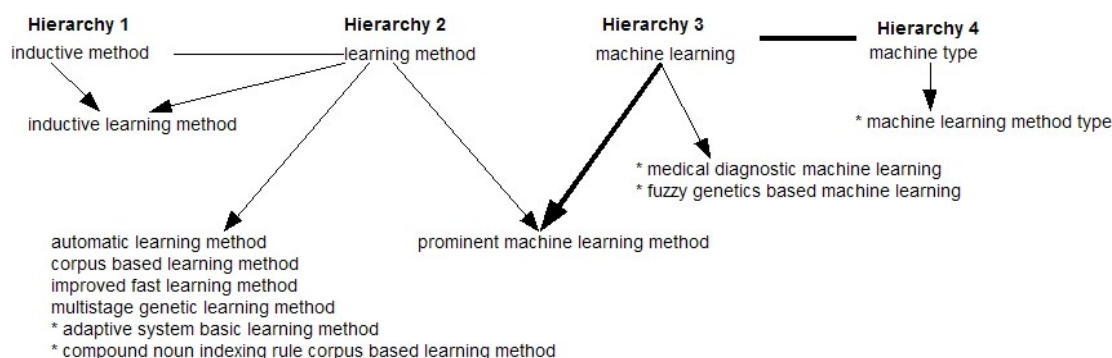 Hierarchy 1
inductive method
Hierarchy 2
learning method
Hierarchy 3
machine learning
Hierarchy 4
machine type
inductive learning method
* machine learning method type
* medical diagnostic machine learning
* fuzzy genetics based machine learning
automatic learning method
corpus based learning method
improved fast learning method
multistage genetic learning method
* adaptive system basic learning method
* compound noun indexing rule corpus based learning method
prominent machine learning method